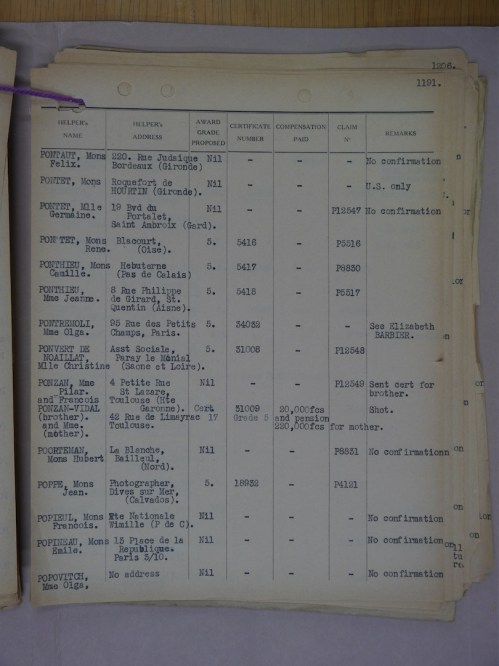 1206.
1191.
HELPER's NAME HELPER's ADDRESS AWARD GRADE PROPOSED CERTIFICATE NUMBER COMPENSATION PAID CLAIM N° REMARKS
PONTAUT, Mons 220. Rue Judaique Nil - - - No confirmation
Felix. Bordeaux (Gironde)
PONTET, Mons Roquefort de Nil - - - U.S. only
HOURTIN (Gironde).
PONTET, Mlle 19 Bvd du Nil - - P12547 No confirmation
Germaine. Portalet,
Saint Ambroix (Gard).
PONTTET, Mons Blacourt, 5. 5416 - P5516
Rene. (Oise).
PONTHIEU, Mons Hebuterne 5. 5417 - P6830
Camille. (Pas de Calais)
PONTHIEU, 8 Rue Philippe 5. 5418 - P5517
Mme Jeanne. de Girard, St.
Quentin (Aisne).
PONTREMOLI, 95 Rue des Petits 5. 34032 - - See Elizabeth
Mme Olga. Champs, Paris. BARBIER.
PONVERT DE Asst Sociale, 5. 51008 - P12548
NOAILLAT, Paray le Monial
Mlle Christine (Saone et Loire).
PONZAN, Mme 4 Petite Rue Nil - - P12549 Sent cert for
Pilar. St Lazare, brother.
and Francois Toulouse (Hte
PONZAN-VIDAL Garonne). Cert. 51009 20,000fcs Shot.
(brother). 42 Rue de Limayrac 17 Grade 5 and pension
and Mme. Toulouse. 220,000fcs for mother.
(mother).
POORTEMAN, La Blanche, Nil - - P8831 No confirmation
Mons Hubert Bailleul,
(Nord).
POPPE, Mons Photographer, 5. 18932 - P4121
Jean. Dives sur Mer,
(Calvados).
POPIEUL, Mons Rte Nationale Nil - - - No confirmation
Francois. Wimille (P de C).
POPINEAU, Mons 13 Place de la Nil - - - No confirmation
Emile. Republique.
Paris 3/10.
POPOVITCH, No address Nil - - - No confirmation
Mme Olga,